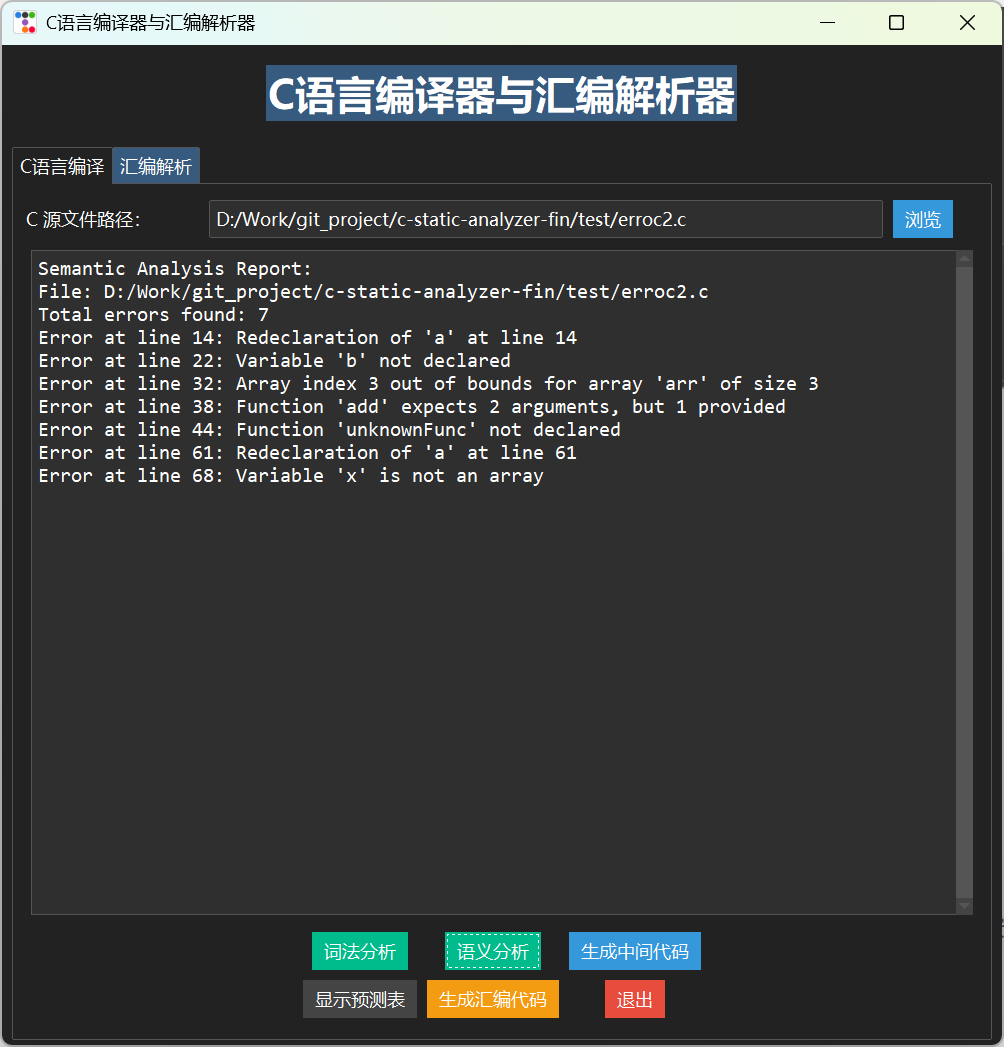 C语言编译器与汇编解析器
C语言编译器与汇编解析器
C语言编译 汇编解析
C 源文件路径: D:/Work/git_project/c-static-analyzer-fin/test/erroc2.c 浏览
Semantic Analysis Report:
File: D:/Work/git_project/c-static-analyzer-fin/test/erroc2.c
Total errors found: 7
Error at line 14: Redeclaration of 'a' at line 14
Error at line 22: Variable 'b' not declared
Error at line 32: Array index 3 out of bounds for array 'arr' of size 3
Error at line 38: Function 'add' expects 2 arguments, but 1 provided
Error at line 44: Function 'unknownFunc' not declared
Error at line 61: Redeclaration of 'a' at line 61
Error at line 68: Variable 'x' is not an array
词法分析 语义分析 生成中间代码
显示预测表 生成汇编代码 退出